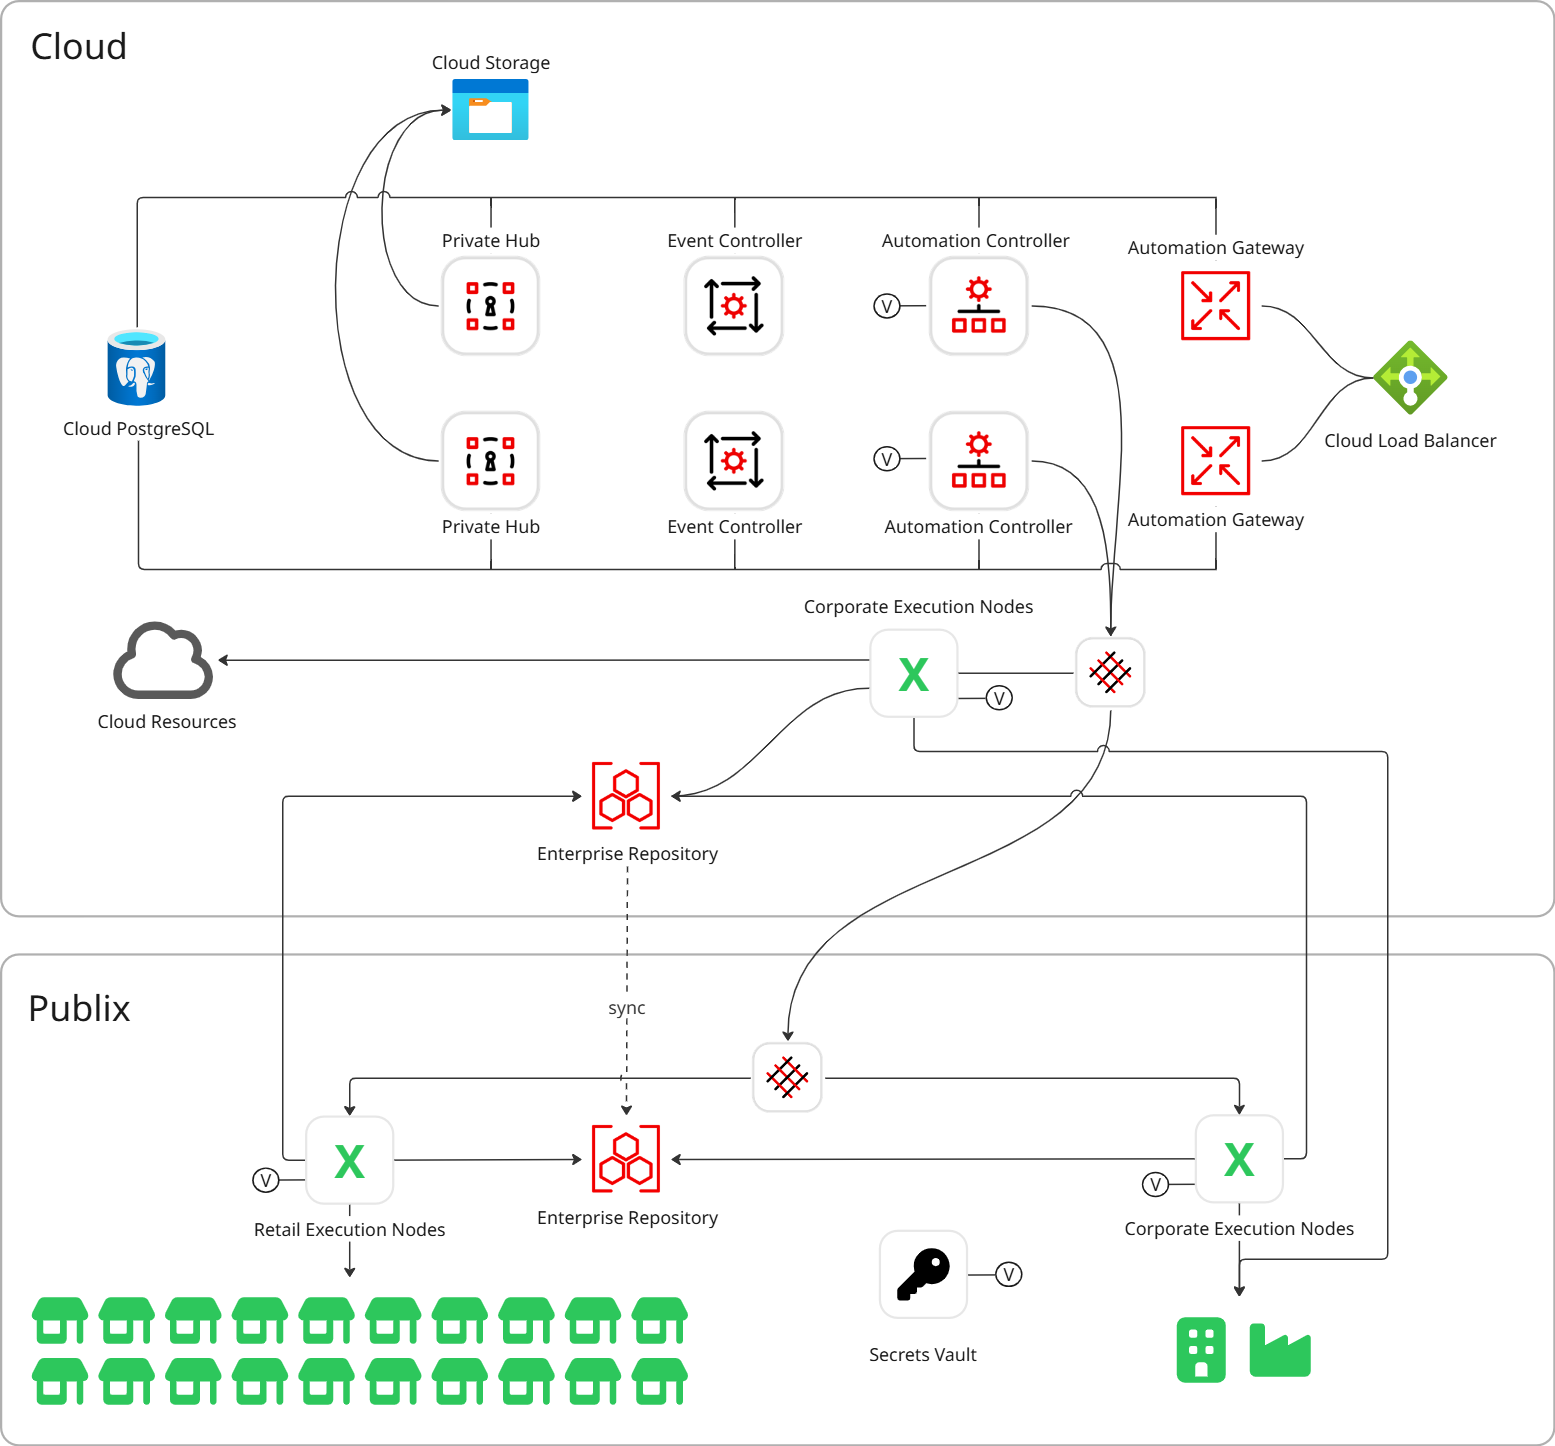 Cloud
Cloud Storage
Private Hub
Event Controller
Automation Controller
Automation Gateway
V
Cloud PostgreSQL
Cloud Load Balancer
V
Private Hub
Event Controller
Automation Controller
Automation Gateway
Corporate Execution Nodes
X
V
Cloud Resources
Enterprise Repository
Publix
sync
X
V
X
V
Enterprise Repository
Retail Execution Nodes
Corporate Execution Nodes
V
Secrets Vault